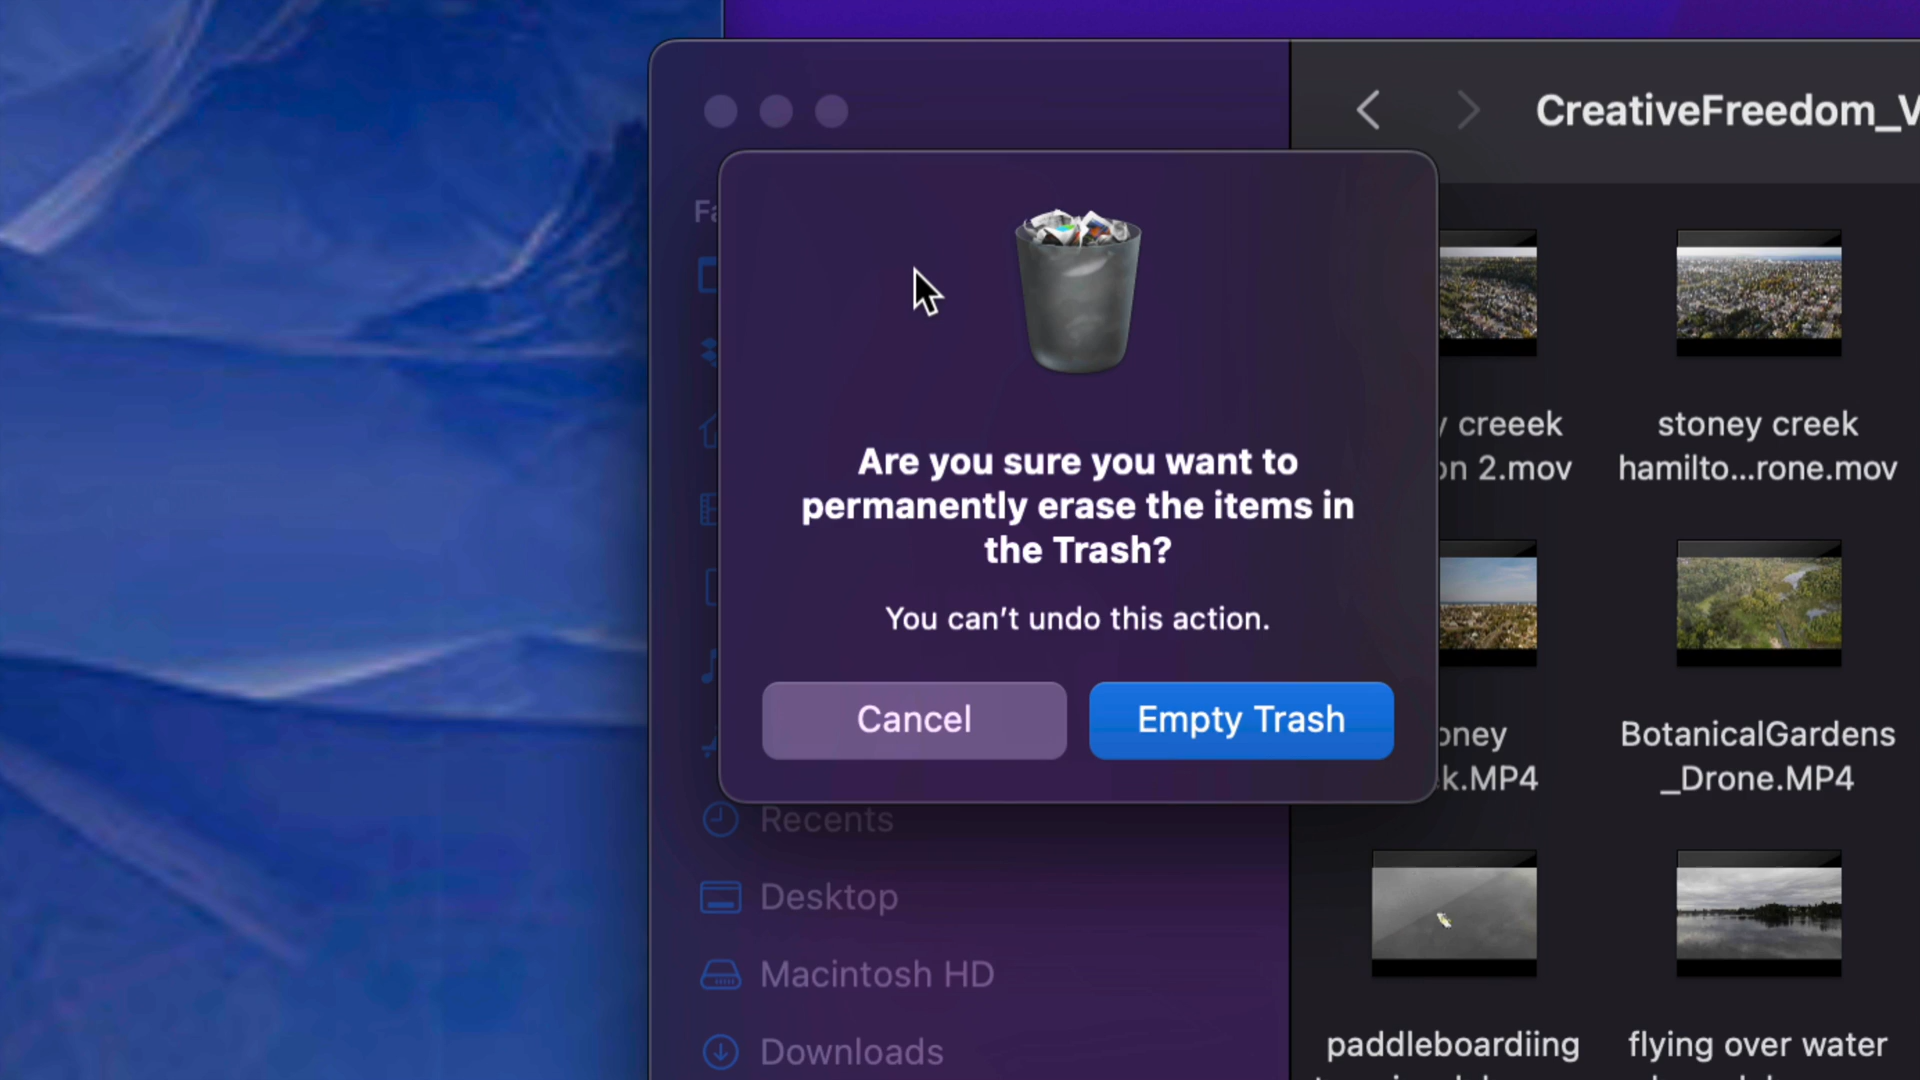 CreativeFreedom_V
Are you sure you want to
permanently erase the items in
the Trash?
You can't undo this action.
Cancel
Empty Trash
Recents
Desktop
Macintosh HD
Downloads
creeek
2.mov
stoney creek
hamilto...rone.mov
k.MP4
BotanicalGardens
_Drone.MP4
paddleboardiing
flying over water